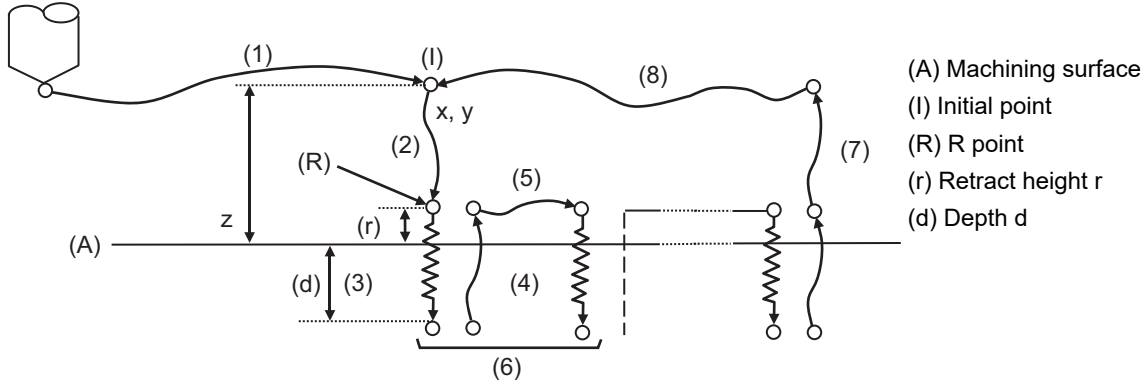 (1)
(I)
(8)
x, y
(2)
(7)
(R)
(5)
z
(r)
(A)
(d)
(3)
(4)
(6)
(A) Machining surface
(I) Initial point
(R) R point
(r) Retract height r
(d) Depth d